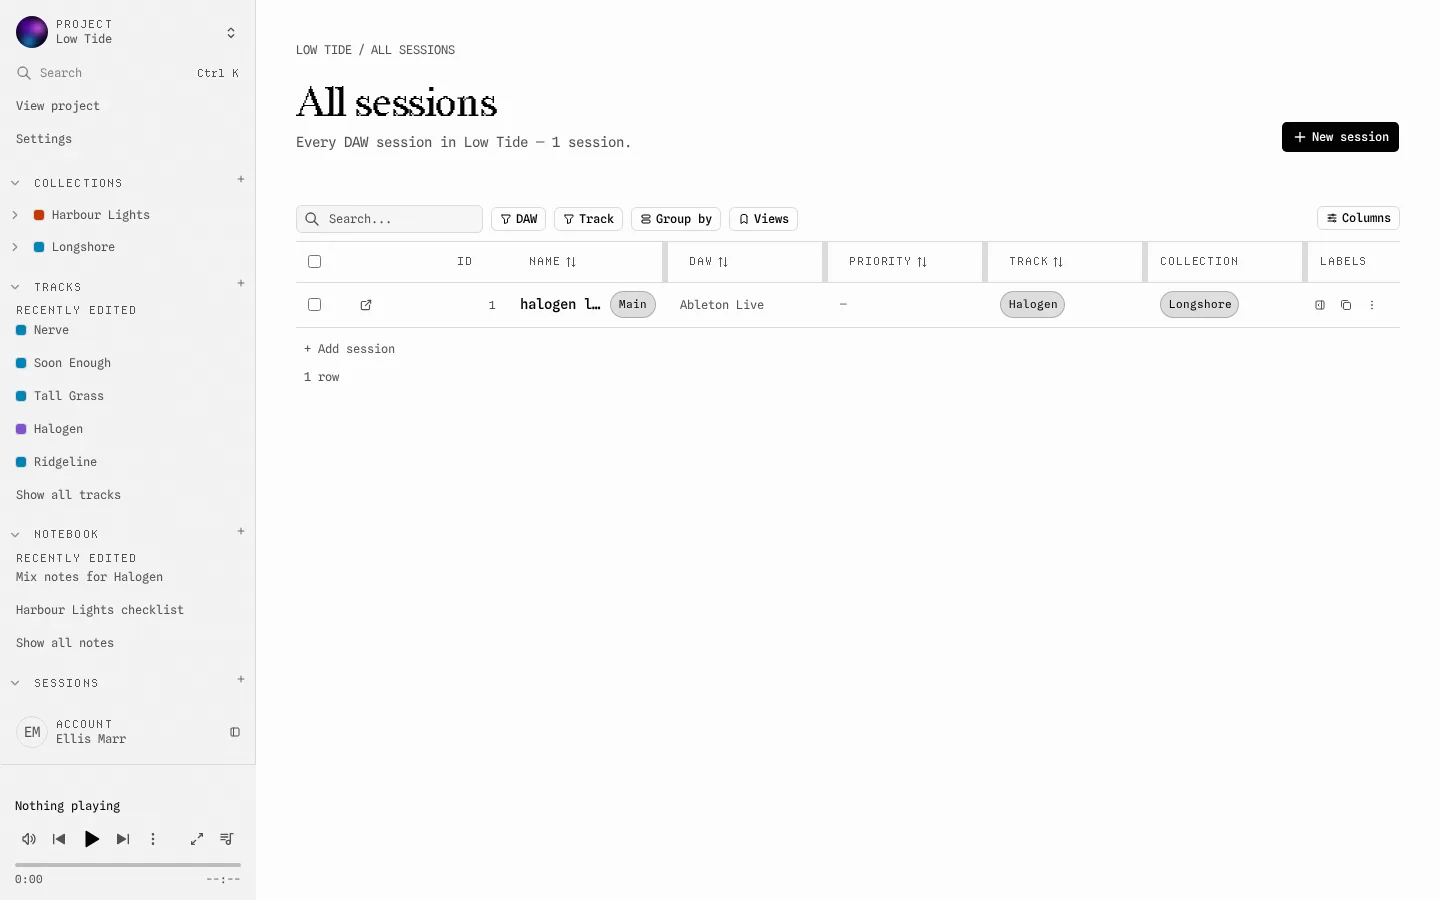 PROJECT
Low Tide
Search Ctrl K
View project
Settings
COLLECTIONS +
Harbour Lights
Longshore
TRACKS +
RECENTLY EDITED
Nerve
Soon Enough
Tall Grass
Halogen
Ridgeline
Show all tracks
NOTEBOOK +
RECENTLY EDITED
Mix notes for Halogen
Harbour Lights checklist
Show all notes
SESSIONS +
EM
ACCOUNT
Ellis Marr
Nothing playing
0:00 --:--
LOW TIDE / ALL SESSIONS
All sessions
Every DAW session in Low Tide — 1 session.
+ New session
Search... DAW Track Group by Views Columns
ID NAME DAW PRIORITY TRACK COLLECTION LABELS
1 halogen l… Main Ableton Live — Halogen Longshore
+ Add session
1 row